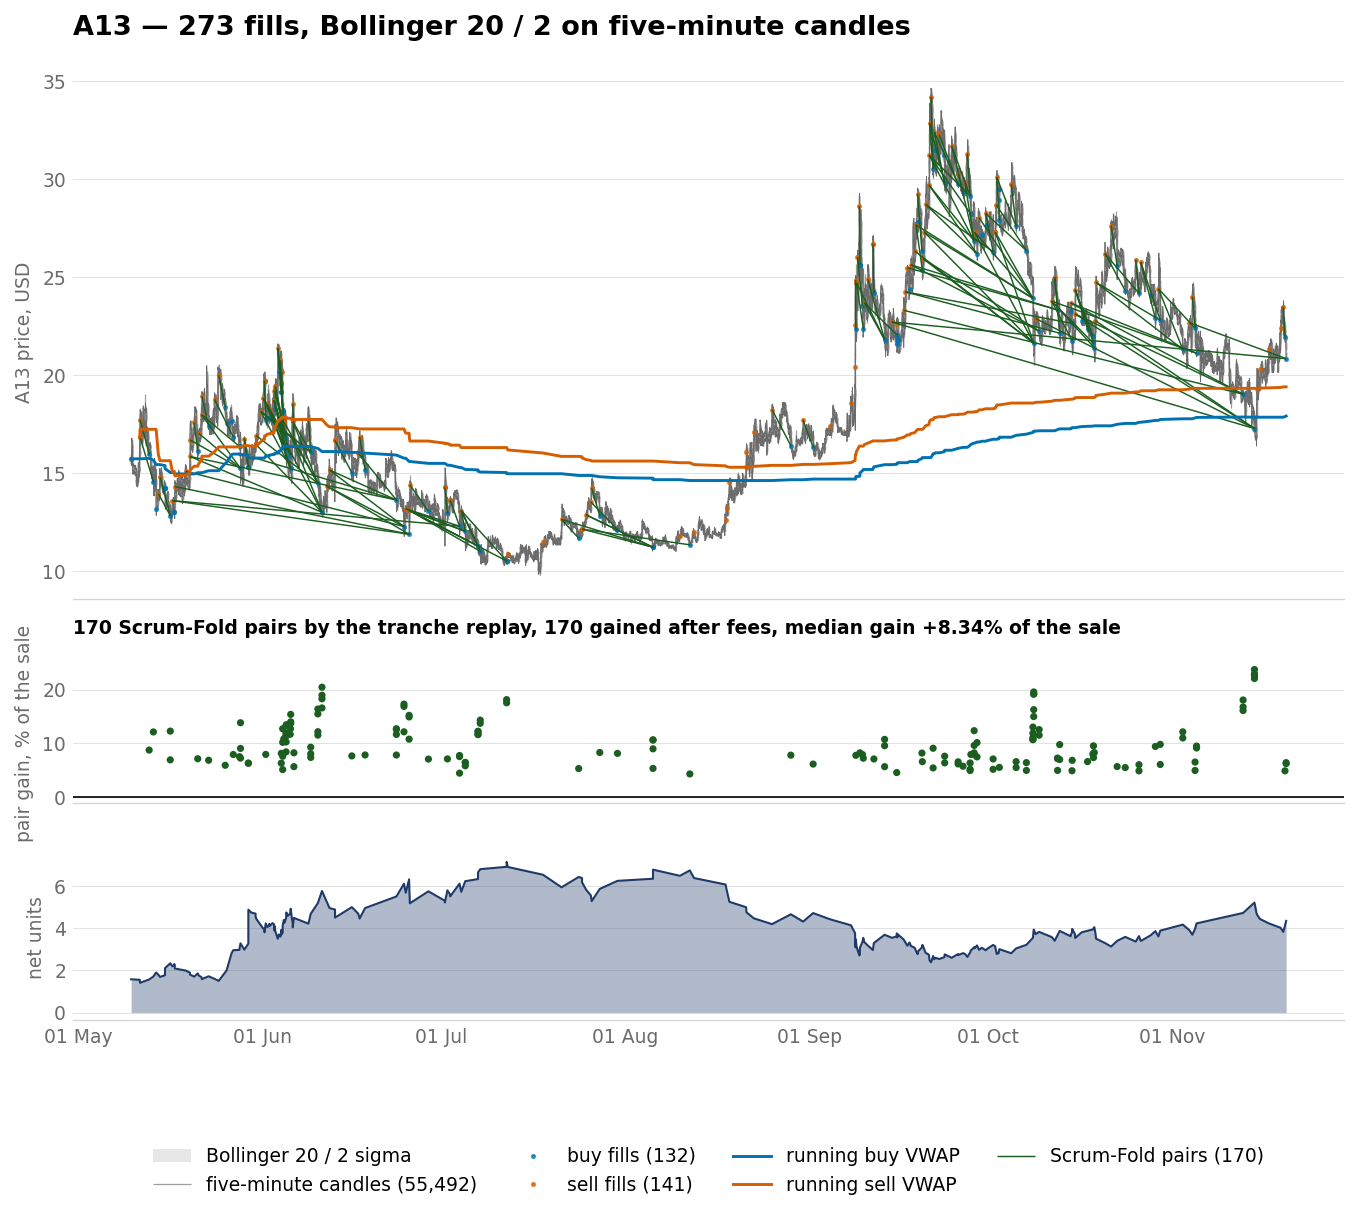 A13 — 273 fills, Bollinger 20 / 2 on five-minute candles
35
30
25
20
15
10
A13 price, USD
170 Scrum-Fold pairs by the tranche replay, 170 gained after fees, median gain +8.34% of the sale
20
10
0
pair gain, % of the sale
6
4
2
0
net units
01 May
01 Jun
01 Jul
01 Aug
01 Sep
01 Oct
01 Nov
Bollinger 20 / 2 sigma
five-minute candles (55,492)
buy fills (132)
sell fills (141)
running buy VWAP
running sell VWAP
Scrum-Fold pairs (170)